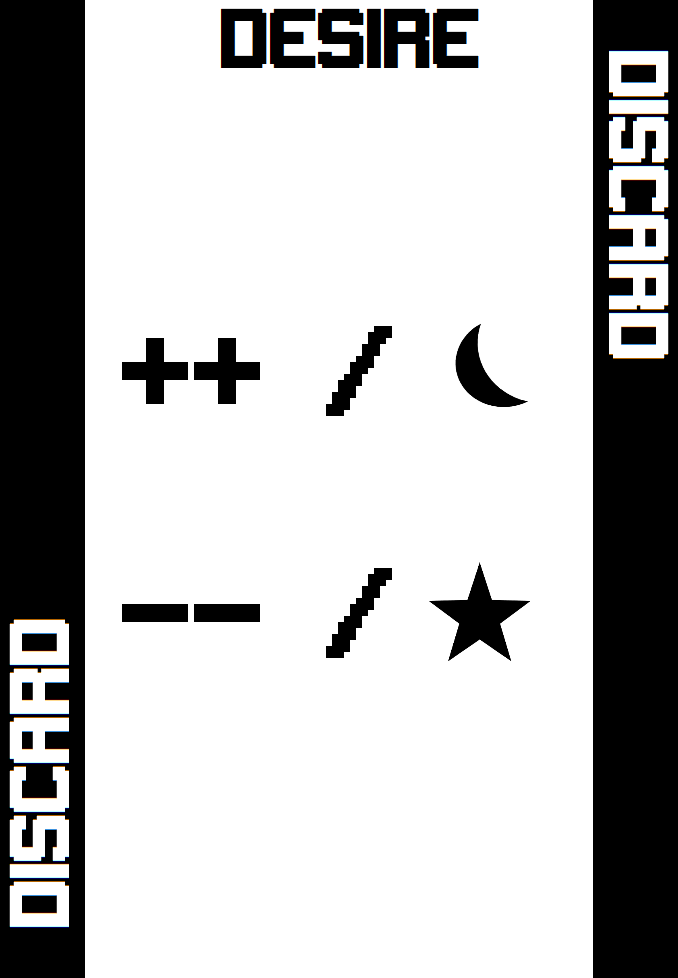 DESIRE
DISCARD
++ / ☾
-- / ★
DISCARD